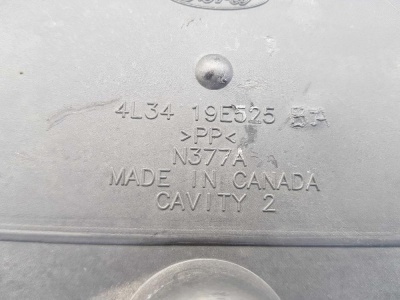 4L34 19E525
>PP<
N377A
MADE IN CANADA
CAVITY 2